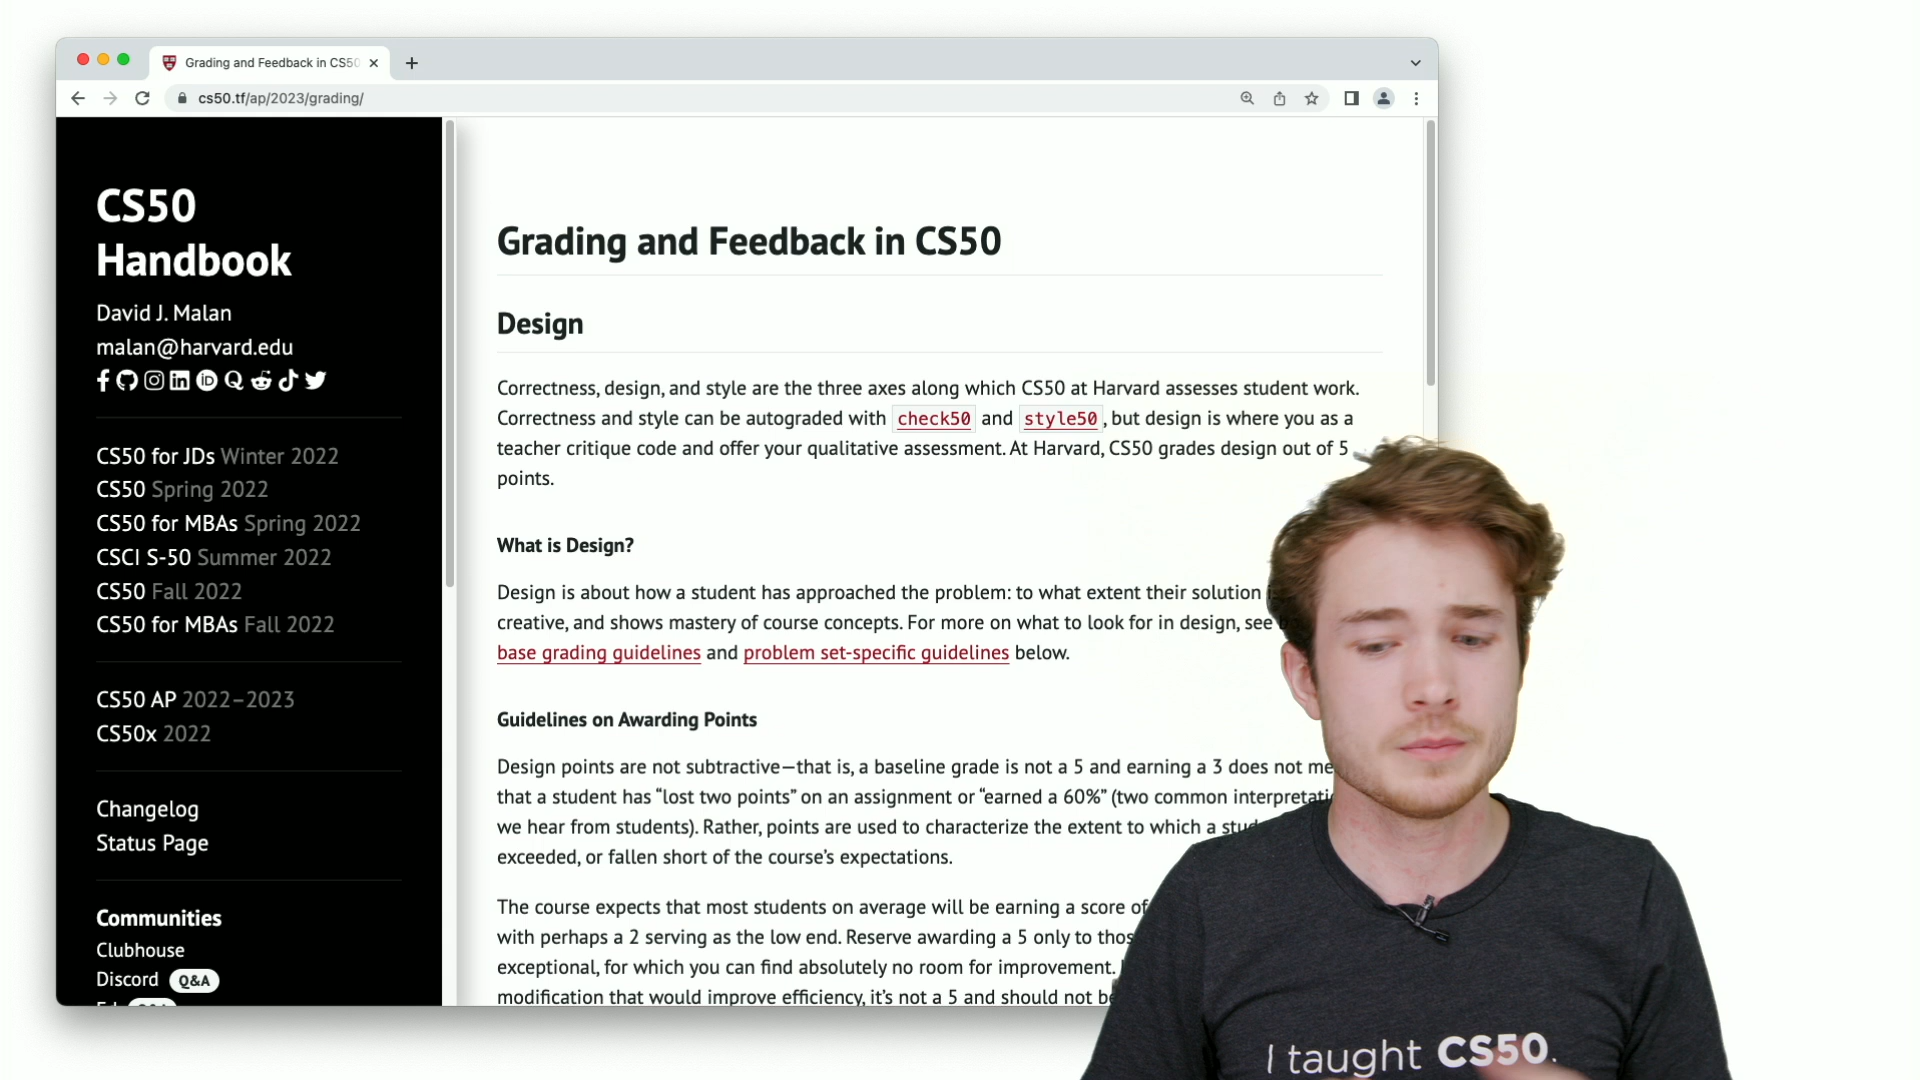 Grading and Feedback in CS50
cs50.tf/ap/2023/grading/
CS50
Handbook
David J. Malan
malan@harvard.edu
CS50 for JDs Winter 2022
CS50 Spring 2022
CS50 for MBAs Spring 2022
CSCI S-50 Summer 2022
CS50 Fall 2022
CS50 for MBAs Fall 2022
CS50 AP 2022–2023
CS50x 2022
Changelog
Status Page
Communities
Clubhouse
Discord Q&A
Grading and Feedback in CS50
Design
Correctness, design, and style are the three axes along which CS50 at Harvard assesses student work.
Correctness and style can be autograded with check50 and style50, but design is where you as a
teacher critique code and offer your qualitative assessment. At Harvard, CS50 grades design out of 5
points.
What is Design?
Design is about how a student has approached the problem: to what extent their solution
creative, and shows mastery of course concepts. For more on what to look for in design, see
base grading guidelines and problem set-specific guidelines below.
Guidelines on Awarding Points
Design points are not subtractive—that is, a baseline grade is not a 5 and earning a 3 does not
that a student has “lost two points” on an assignment or “earned a 60%” (two common
we hear from students). Rather, points are used to characterize the extent to which a
exceeded, or fallen short of the course’s expectations.
The course expects that most students on average will be earning a score of
with perhaps a 2 serving as the low end. Reserve awarding a 5 only to
exceptional, for which you can find absolutely no room for improvement.
modification that would improve efficiency, it’s not a 5 and should not
I taught CS50.